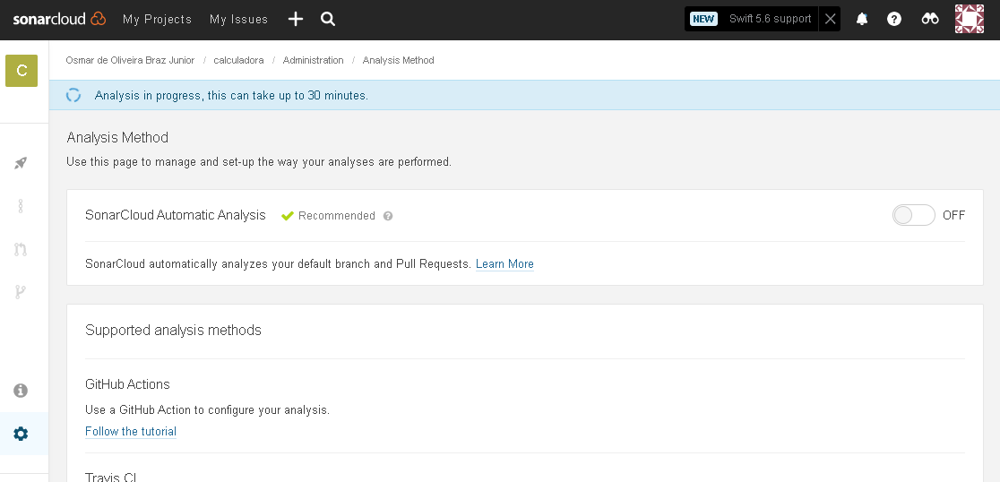 sonarcloud My Projects My Issues NEW Swift 5.6 support
C
Osmar de Oliveira Braz Junior / calculadora / Administration / Analysis Method
Analysis in progress, this can take up to 30 minutes.
Analysis Method
Use this page to manage and set-up the way your analyses are performed.
SonarCloud Automatic Analysis Recommended OFF
SonarCloud automatically analyzes your default branch and Pull Requests. Learn More
Supported analysis methods
GitHub Actions
Use a GitHub Action to configure your analysis.
Follow the tutorial
Travis CI